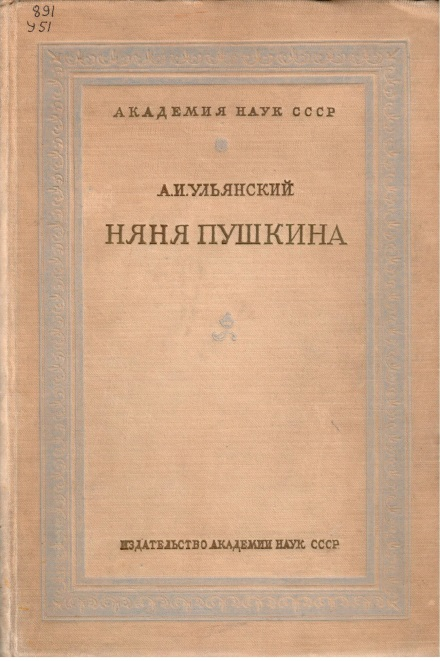 891
У51
АКАДЕМИЯ НАУК СССР
А.И.УЛЬЯНСКИЙ
НЯНЯ ПУШКИНА
ИЗДАТЕЛЬСТВО АКАДЕМИИ НАУК СССР